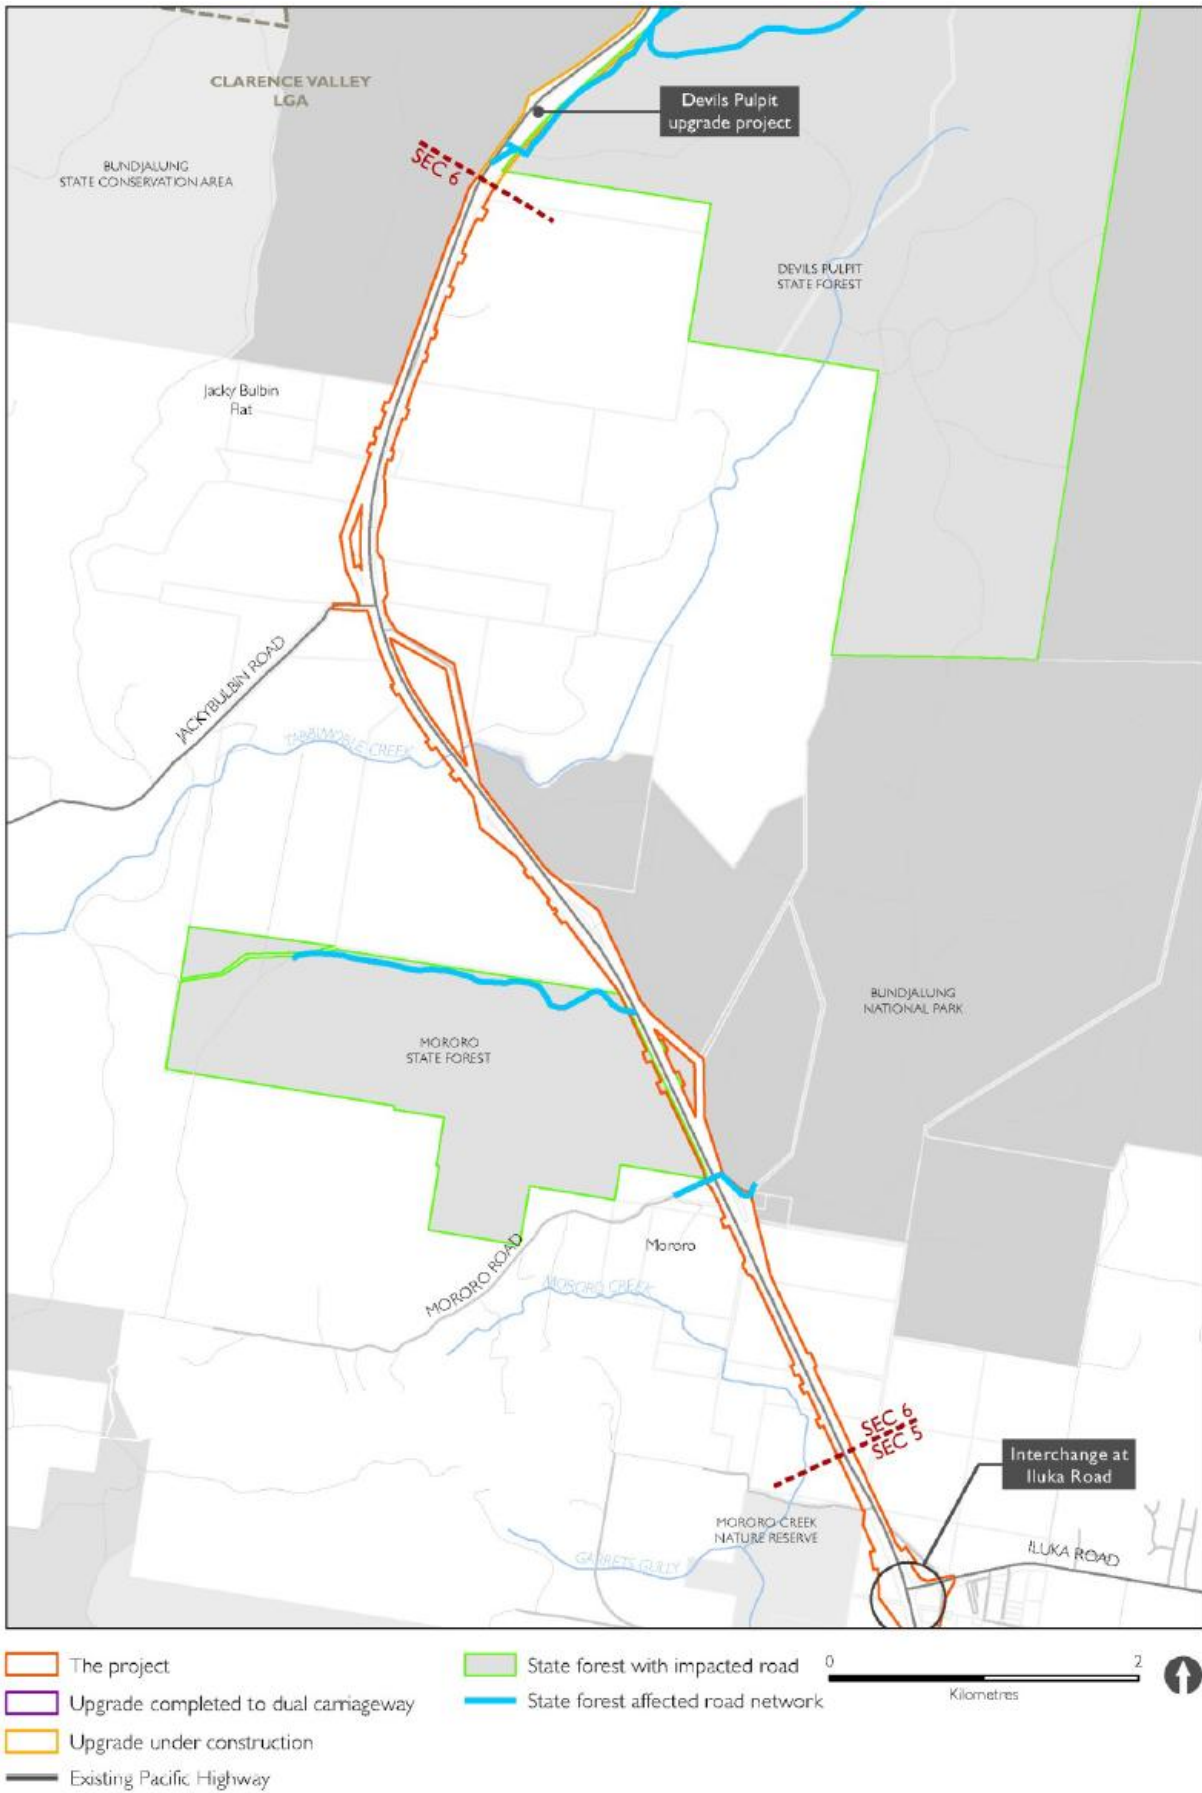 CLARENCE VALLEY
LGA
Devils Pulpit
upgrade project
BUNDJALUNG
STATE CONSERVATION AREA
SEC 6
DEVILS PULPIT
STATE FOREST
Jacky Bulbin
Flat
JACKYBULBIN ROAD
TABBIMOBLE CREEK
BUNDJALUNG
NATIONAL PARK
MORORO
STATE FOREST
Mororo
MORORO ROAD
MORORO CREEK
SEC 6
SEC 5
Interchange at
Iluka Road
MORORO CREEK
NATURE RESERVE
GARRETS GULLY
ILUKA ROAD
The project
Upgrade completed to dual carriageway
Upgrade under construction
Existing Pacific Highway
State forest with impacted road
State forest affected road network
0 2
Kilometres